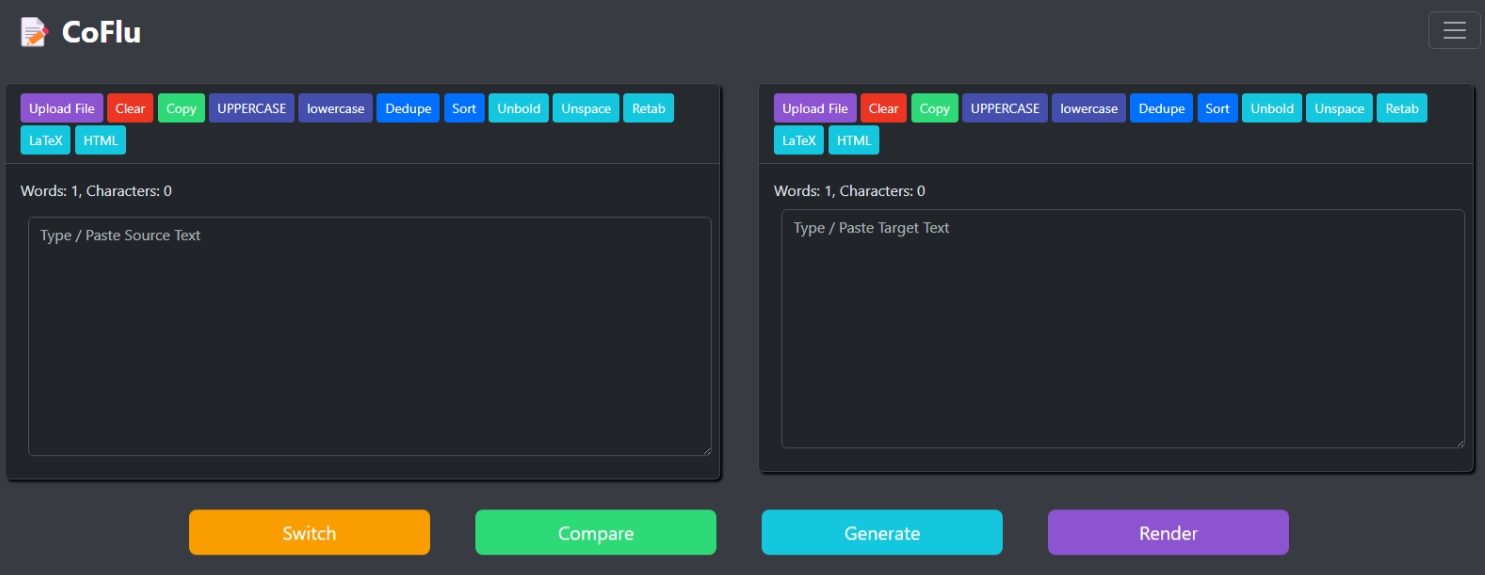 CoFlu
Upload File Clear Copy UPPERCASE lowercase Dedupe Sort Unbold Unspace Retab
LaTeX HTML
Words: 1, Characters: 0
Type / Paste Source Text
Upload File Clear Copy UPPERCASE lowercase Dedupe Sort Unbold Unspace Retab
LaTeX HTML
Words: 1, Characters: 0
Type / Paste Target Text
Switch Compare Generate Render